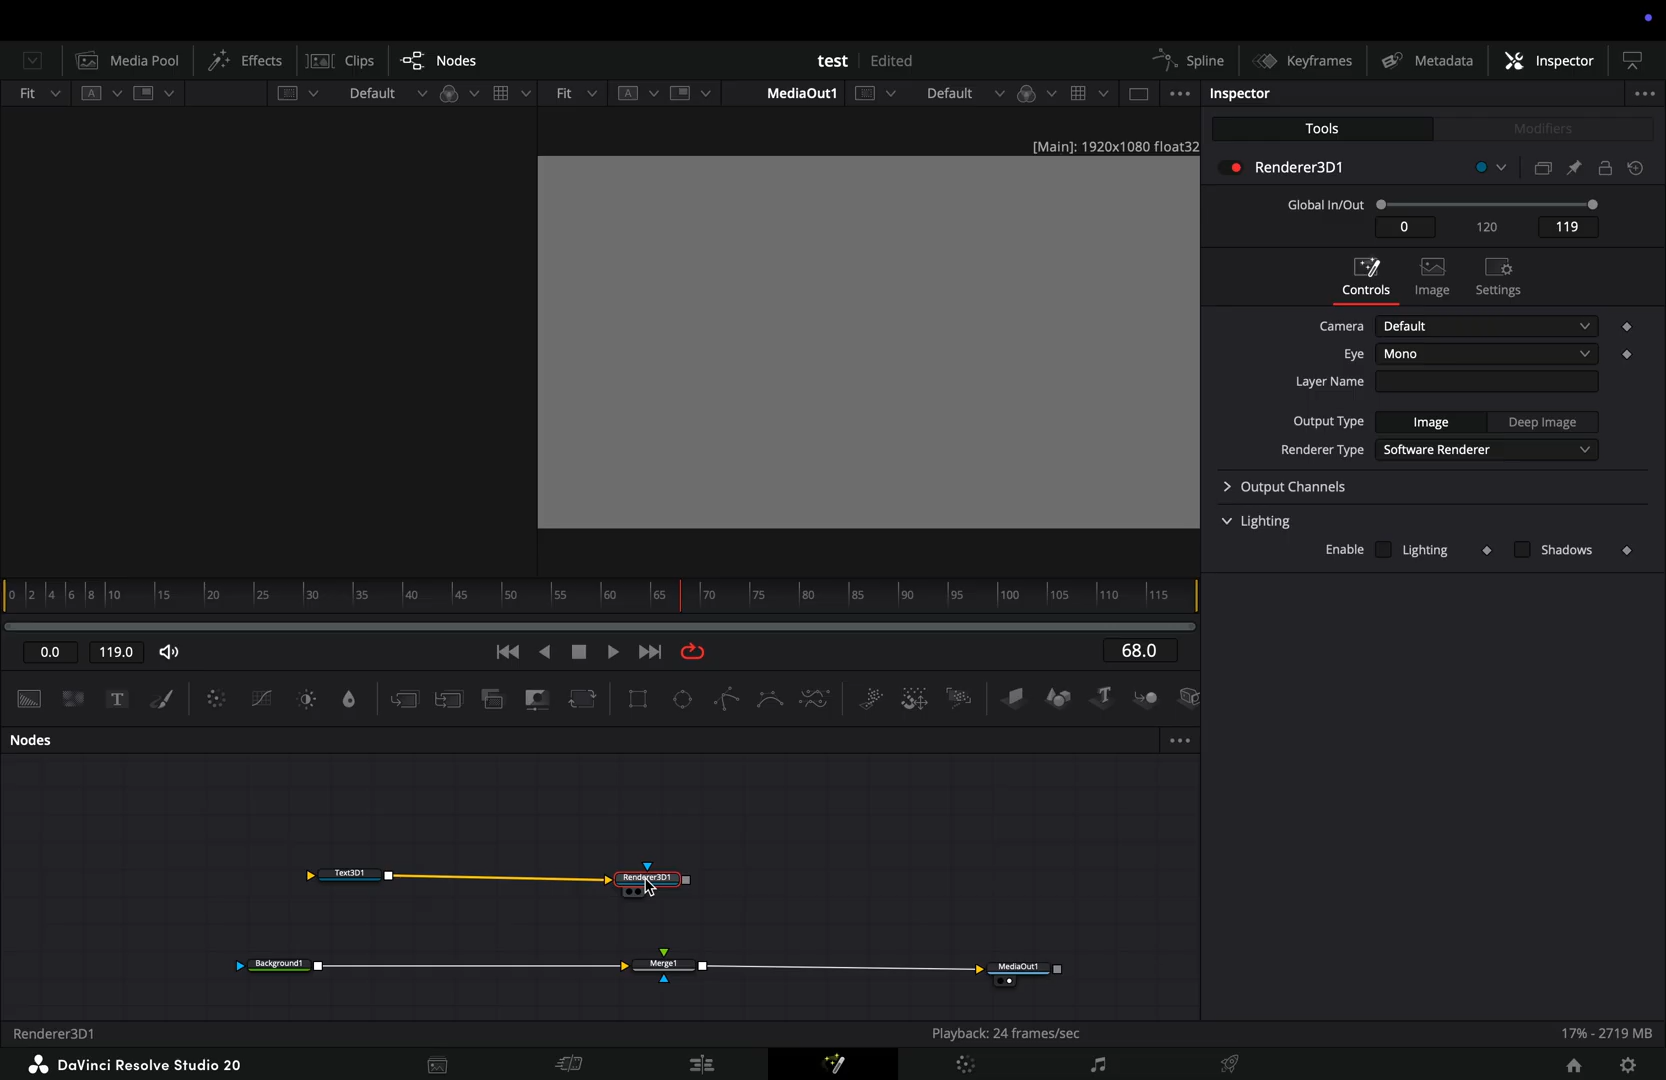 Media Pool
Effects
Clips
Nodes
test
Edited
Spline
Keyframes
Metadata
Inspector
Fit
A
Default
Fit
A
MediaOut1
Default
Inspector
[Main]: 1920x1080 float32
Tools
Modifiers
Renderer3D1
Global In/Out
0
120
119
Controls
Image
Settings
Camera
Default
Eye
Mono
Layer Name
Output Type
Image
Deep Image
Renderer Type
Software Renderer
Output Channels
Lighting
Enable
Lighting
Shadows
0 2 4 6 8 10 15 20 25 30 35 40 45 50 55 60 65 70 75 80 85 90 95 100 105 110 115
0.0
119.0
68.0
T
T
Nodes
Text3D1
Renderer3D1
Background1
Merge1
MediaOut1
Renderer3D1
Playback: 24 frames/sec
17% - 2719 MB
DaVinci Resolve Studio 20